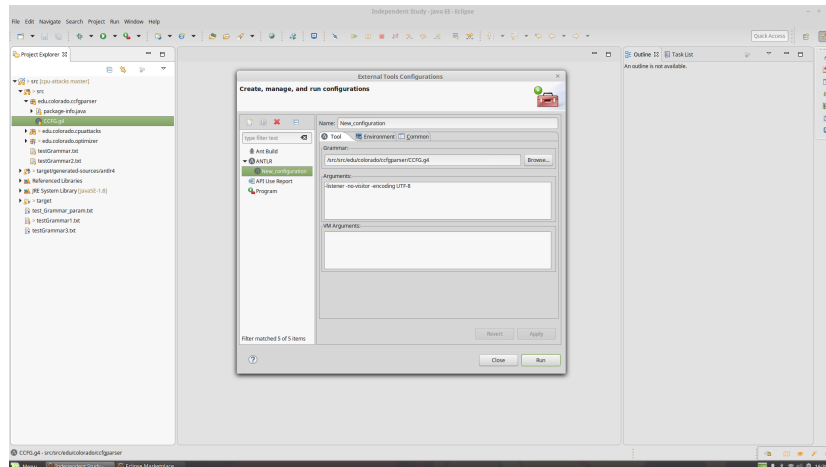 Independent Study - Java EE - Eclipse
File Edit Navigate Search Project Run Window Help
Quick Access
Project Explorer
> src [cpu-attacks master]
> src
edu.colorado.ccfgparser
package-info.java
CCFG.g4
> edu.colorado.cpuattacks
> edu.colorado.optimizer
testGrammar.txt
testGrammar2.txt
> target/generated-sources/antlr4
Referenced Libraries
JRE System Library [JavaSE-1.8]
> target
test_Grammar_param.txt
> testGrammar1.txt
testGrammar3.txt
External Tools Configurations
Create, manage, and run configurations
type filter text
Ant Build
ANTLR
New_configuration
API Use Report
Program
Filter matched 5 of 5 items
Name: New_configuration
Tool Environment Common
Grammar:
/src/src/edu/colorado/ccfgparser/CCFG.g4 Browse...
Arguments:
-listener -no-visitor -encoding UTF-8
VM Arguments:
Revert Apply
Close Run
Outline Task List
An outline is not available.
CCFG.g4 - src/src/edu/colorado/ccfgparser
Menu Independent Study - Eclipse Marketplace